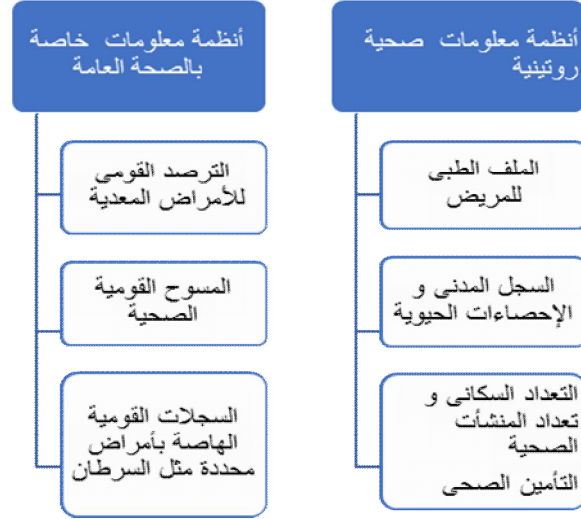 أنظمة معلومات صحية
روتينية
الملف الطبى
للمريض
السجل المدنى و
الإحصاءات الحيوية
التعداد السكانى و
تعداد المنشأت
الصحية
التأمين الصحى
أنظمة معلومات خاصة
بالصحة العامة
الترصد القومى
للأمراض المعدية
المسوح القومية
الصحية
السجلات القومية
الهاصة بأمراض
محددة مثل السرطان